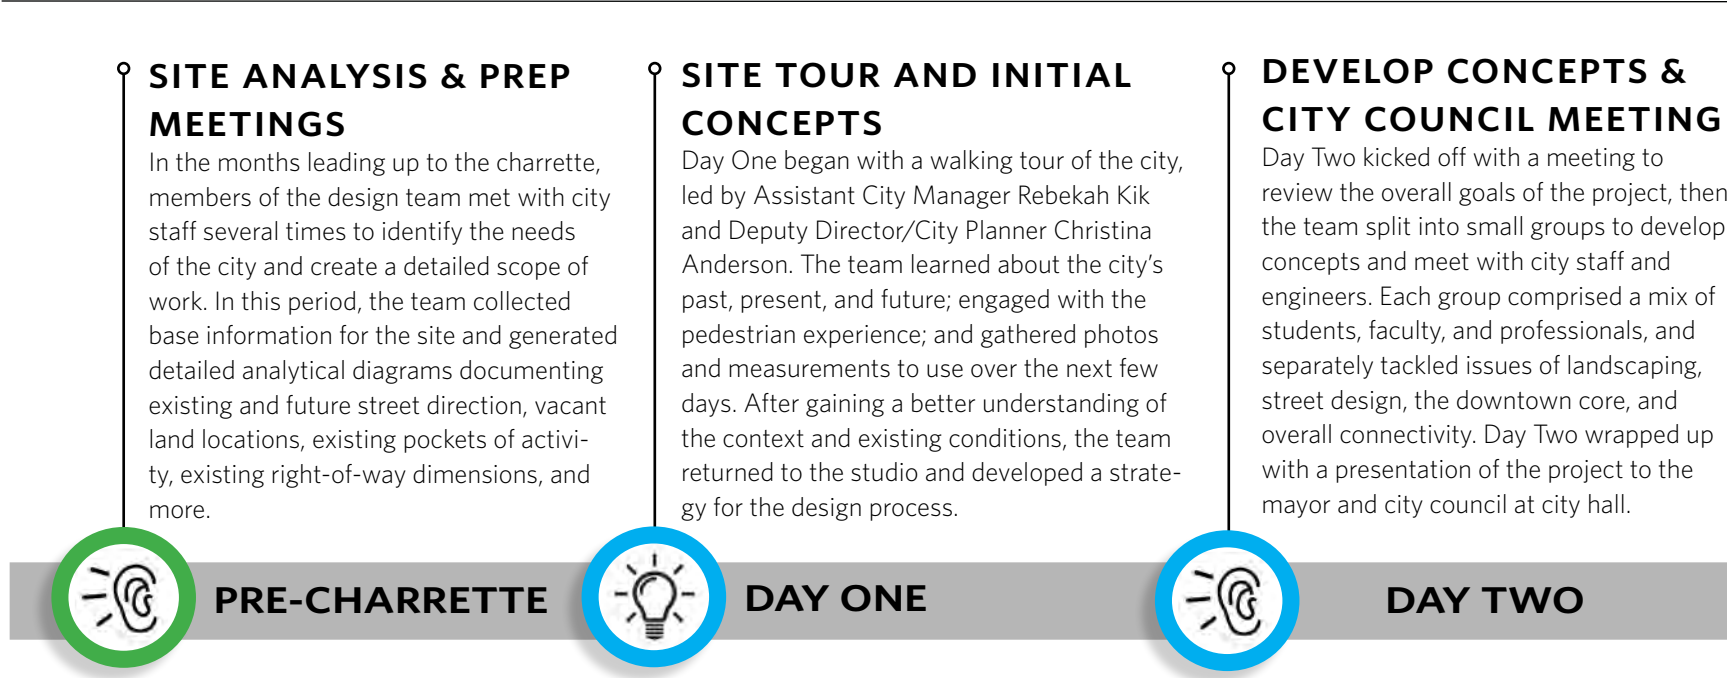 SITE ANALYSIS & PREP
MEETINGS
In the months leading up to the charrette,
members of the design team met with city
staff several times to identify the needs
of the city and create a detailed scope of
work. In this period, the team collected
base information for the site and generated
detailed analytical diagrams documenting
existing and future street direction, vacant
land locations, existing pockets of activi-
ty, existing right-of-way dimensions, and
more.
PRE-CHARRETTE
SITE TOUR AND INITIAL
CONCEPTS
Day One began with a walking tour of the city,
led by Assistant City Manager Rebekah Kik
and Deputy Director/City Planner Christina
Anderson. The team learned about the city’s
past, present, and future; engaged with the
pedestrian experience; and gathered photos
and measurements to use over the next few
days. After gaining a better understanding of
the context and existing conditions, the team
returned to the studio and developed a strate-
gy for the design process.
DAY ONE
DEVELOP CONCEPTS &
CITY COUNCIL MEETING
Day Two kicked off with a meeting to
review the overall goals of the project, then
the team split into small groups to develop
concepts and meet with city staff and
engineers. Each group comprised a mix of
students, faculty, and professionals, and
separately tackled issues of landscaping,
street design, the downtown core, and
overall connectivity. Day Two wrapped up
with a presentation of the project to the
mayor and city council at city hall.
DAY TWO